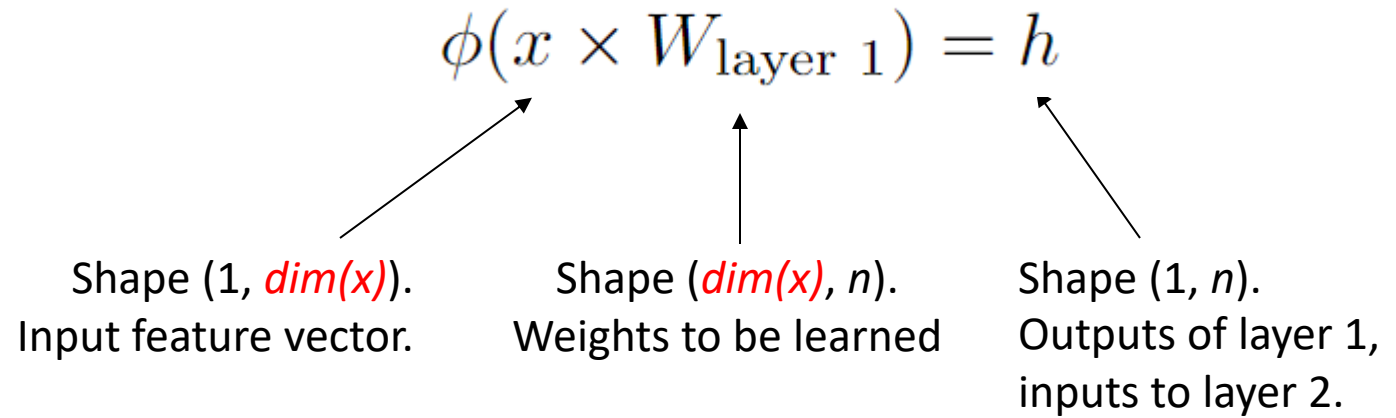 ϕ(x × W_layer 1) = h
Shape (1, dim(x)).
Input feature vector.
Shape (dim(x), n).
Weights to be learned
Shape (1, n).
Outputs of layer 1,
inputs to layer 2.